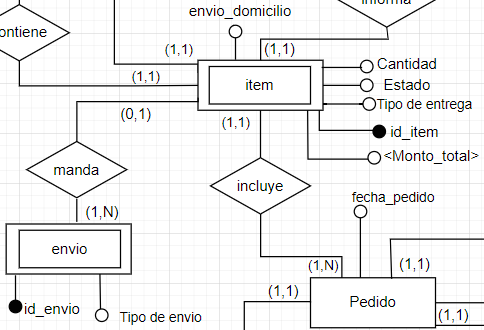 informa
envio_domicilio
ontiene
(1,1)
(1,1)
Cantidad
(1,1)
item
Estado
(0,1)
Tipo de entrega
(1,1)
id_item
manda
<Monto_total>
incluye
fecha_pedido
(1,N)
envio
(1,N)
(1,1)
(1,1)
Pedido
id_envio
Tipo de envio
(1,1)